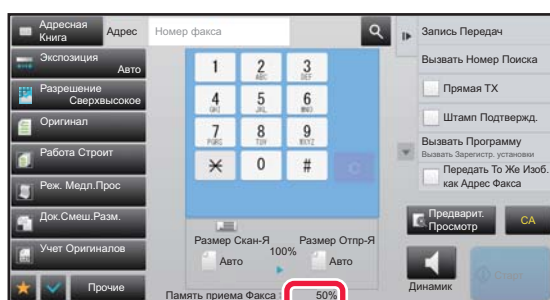 Адресная
Книга
Адрес
Номер факса
Экспозиция
Авто
Разрешение
Сверхвысокое
Оригинал
Работа Строит
Реж. Медл.Прос
Док.Смеш.Разм.
Учет Оригиналов
Прочие
1
2
ABC
3
DEF
4
GHI
5
JKL
6
MNO
7
PQRS
8
TUV
9
WXYZ
0
#
C
Размер Скан-Я
100%
Размер Отпр-Я
Авто
Авто
Память приема Факса :
50%
Запись Передач
Вызвать Номер Поиска
Прямая TX
Штамп Подтвержд.
Вызвать Программу
Вызвать Зарегистр. установки
Передать То Же Изоб.
как Адрес Факса
Предварит.
Просмотр
CA
Динамик
Старт